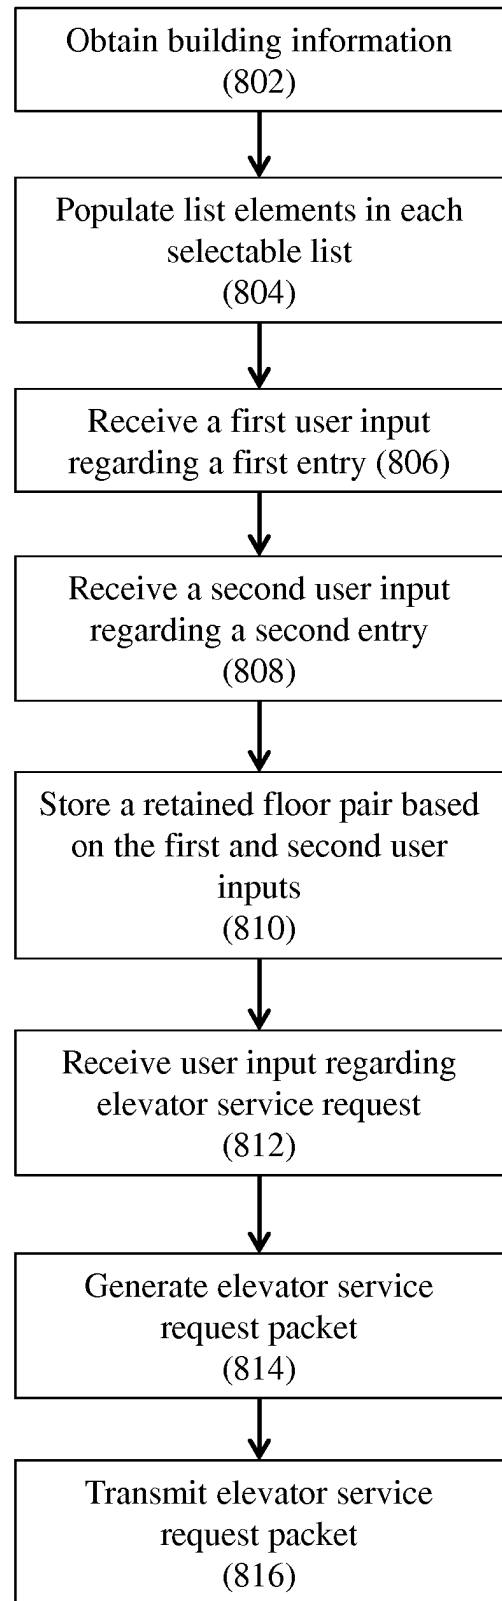 Obtain building information
(802)
Populate list elements in each
selectable list
(804)
Receive a first user input
regarding a first entry (806)
Receive a second user input
regarding a second entry
(808)
Store a retained floor pair based
on the first and second user
inputs
(810)
Receive user input regarding
elevator service request
(812)
Generate elevator service
request packet
(814)
Transmit elevator service
request packet
(816)